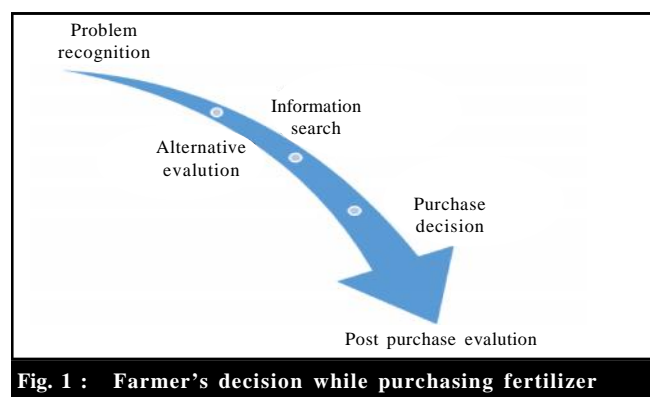 Problem
recognition
Information
search
Alternative
evalution
Purchase
decision
Post purchase evalution
Fig. 1 : Farmer's decision while purchasing fertilizer